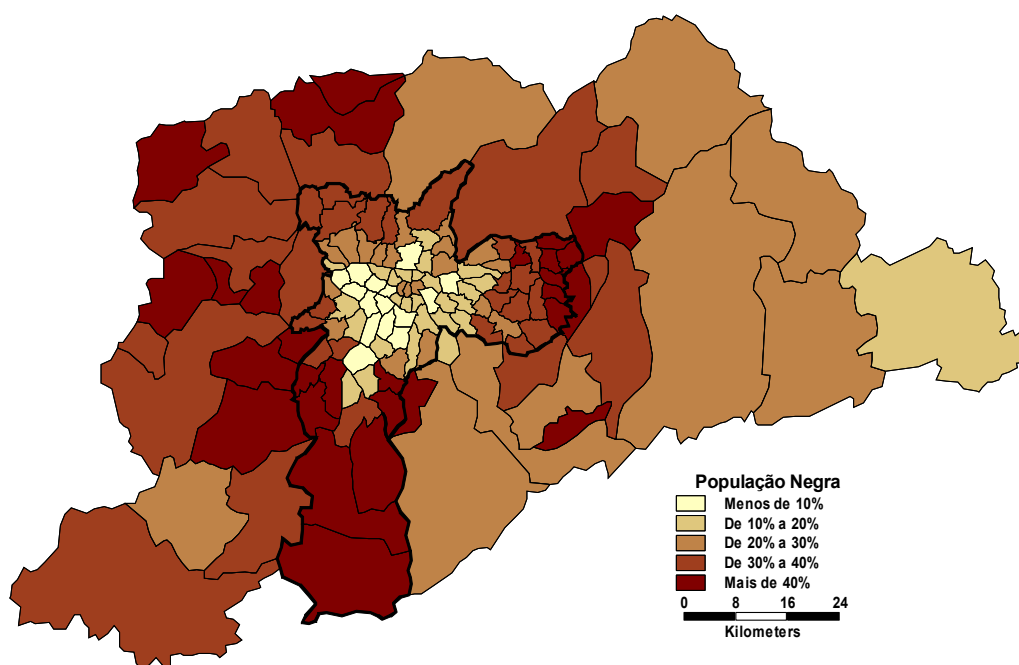 População Negra
Menos de 10%
De 10% a 20%
De 20% a 30%
De 30% a 40%
Mais de 40%
0 8 16 24
Kilometers